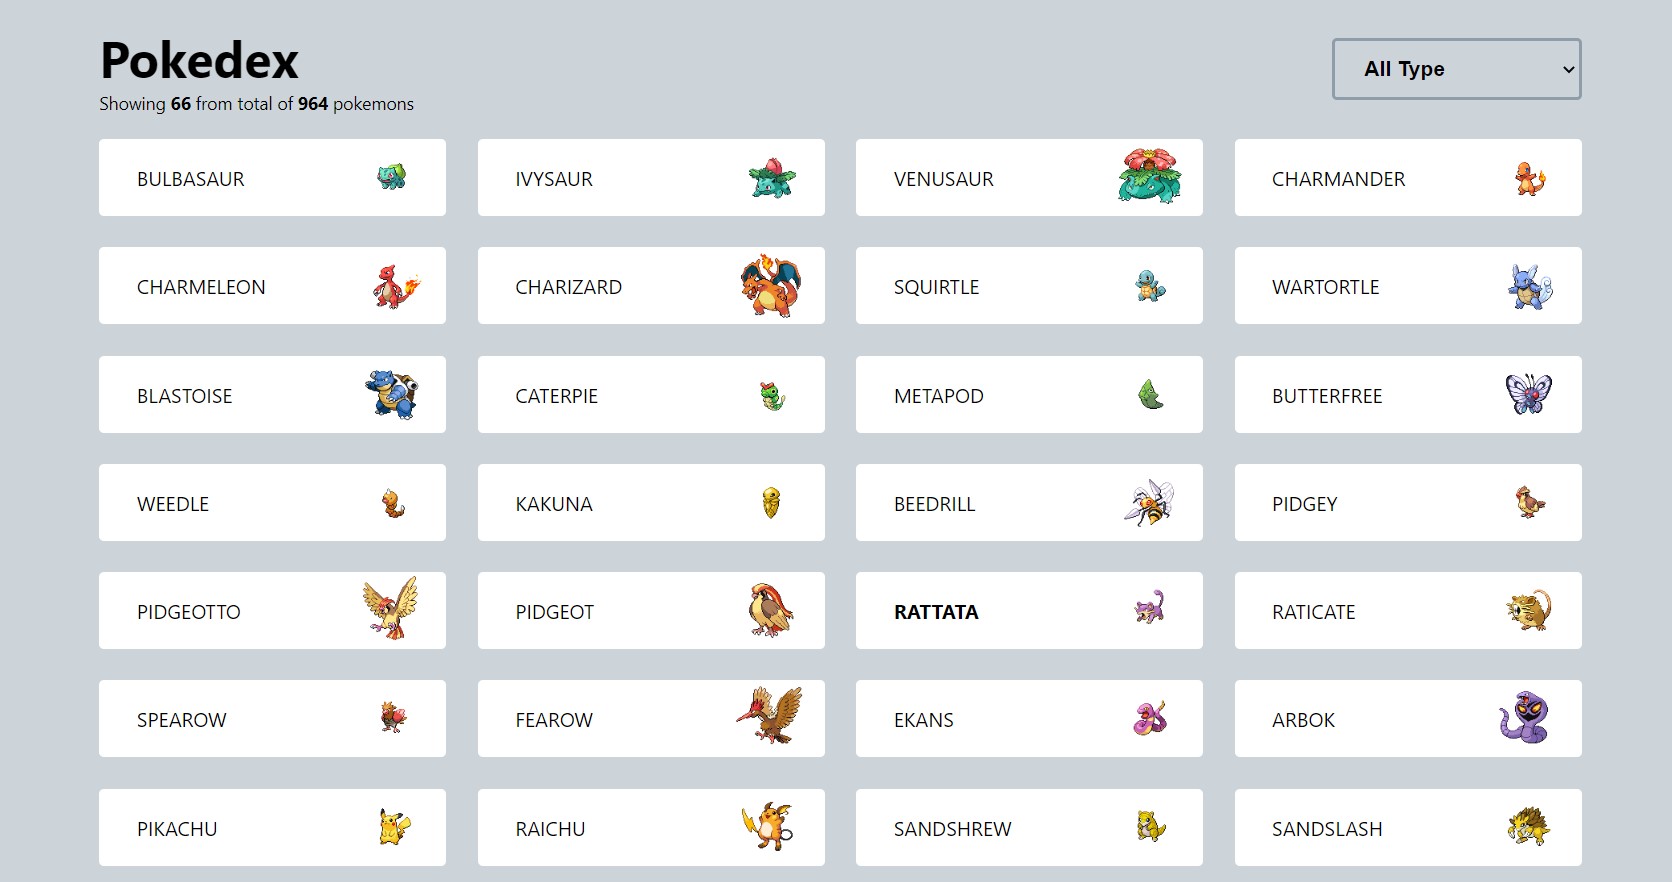 Pokedex
All Type
Showing 66 from total of 964 pokemons
BULBASAUR
IVYSAUR
VENUSAUR
CHARMANDER
CHARMELEON
CHARIZARD
SQUIRTLE
WARTORTLE
BLASTOISE
CATERPIE
METAPOD
BUTTERFREE
WEEDLE
KAKUNA
BEEDRILL
PIDGEY
PIDGEOTTO
PIDGEOT
RATTATA
RATICATE
SPEAROW
FEAROW
EKANS
ARBOK
PIKACHU
RAICHU
SANDSHREW
SANDSLASH